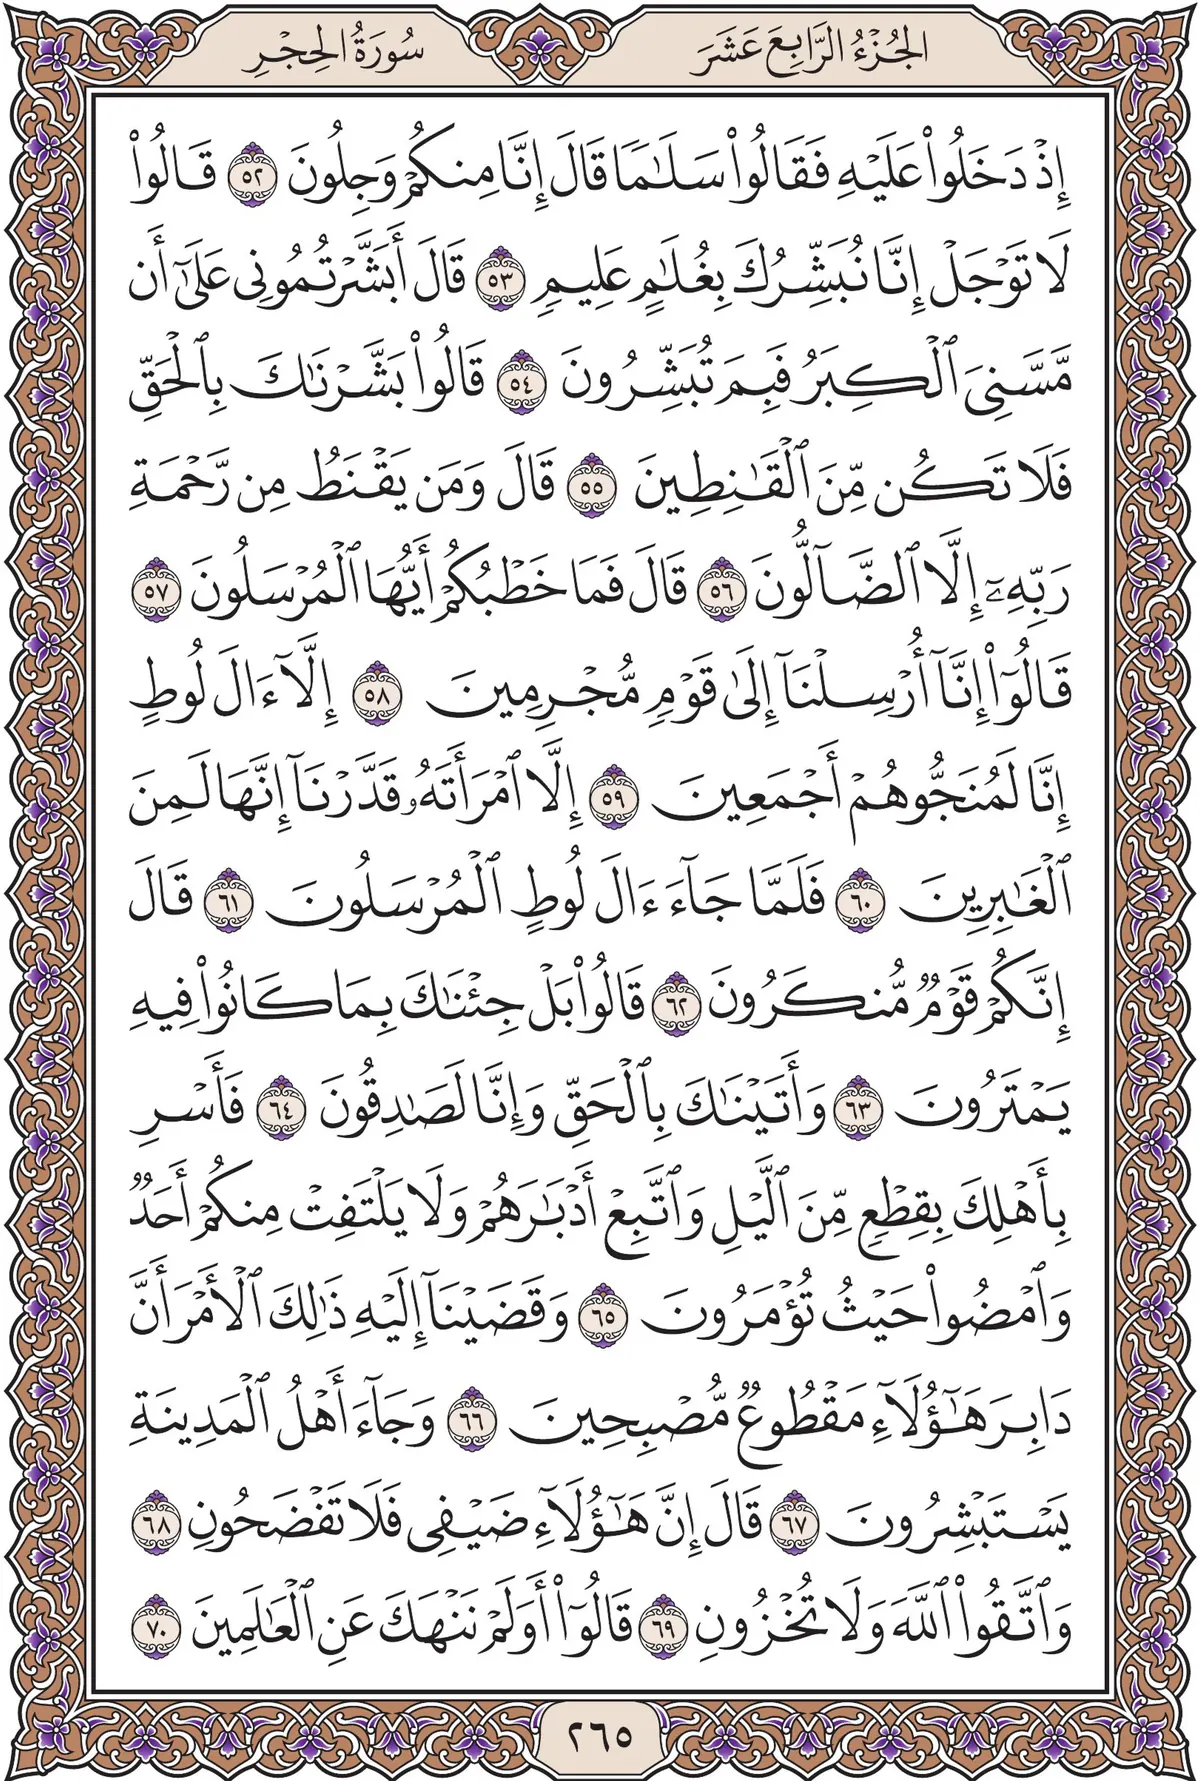 الجُزْءُ الرَّابِعَ عَشَرَ
سُورَةُ الحِجْرِ
إِذْ دَخَلُواْ عَلَيْهِ فَقَالُواْ سَلَٰمٗا قَالَ إِنَّا مِنكُمْ وَجِلُونَ ٥٢ قَالُواْ
لَا تَوْجَلْ إِنَّا نُبَشِّرُكَ بِغُلَٰمٍ عَلِيمٖ ٥٣ قَالَ أَبَشَّرْتُمُونِي عَلَىٰٓ أَن
مَّسَّنِيَ ٱلْكِبَرُ فَبِمَ تُبَشِّرُونَ ٥٤ قَالُواْ بَشَّرْنَٰكَ بِٱلْحَقِّ
فَلَا تَكُن مِّنَ ٱلْقَٰنِطِينَ ٥٥ قَالَ وَمَن يَقْنَطُ مِن رَّحْمَةِ
رَبِّهِۦٓ إِلَّا ٱلضَّآلُّونَ ٥٦ قَالَ فَمَا خَطْبُكُمْ أَيُّهَا ٱلْمُرْسَلُونَ ٥٧
قَالُوٓاْ إِنَّآ أُرْسِلْنَآ إِلَىٰ قَوْمٖ مُّجْرِمِينَ ٥٨ إِلَّآ ءَالَ لُوطٍ
إِنَّا لَمُنَجُّوهُمْ أَجْمَعِينَ ٥٩ إِلَّا ٱمْرَأَتَهُۥ قَدَّرْنَآ إِنَّهَا لَمِنَ
ٱلْغَٰبِرِينَ ٦٠ فَلَمَّا جَآءَ ءَالَ لُوطٍ ٱلْمُرْسَلُونَ ٦١ قَالَ
إِنَّكُمْ قَوْمٞ مُّنكَرُونَ ٦٢ قَالُواْ بَلْ جِئْنَٰكَ بِمَا كَانُواْ فِيهِ
يَمْتَرُونَ ٦٣ وَأَتَيْنَٰكَ بِٱلْحَقِّ وَإِنَّا لَصَٰدِقُونَ ٦٤ فَأَسْرِ
بِأَهْلِكَ بِقِطْعٖ مِّنَ ٱلَّيْلِ وَٱتَّبِعْ أَدْبَٰرَهُمْ وَلَا يَلْتَفِتْ مِنكُمْ أَحَدٞ
وَٱمْضُواْ حَيْثُ تُؤْمَرُونَ ٦٥ وَقَضَيْنَآ إِلَيْهِ ذَٰلِكَ ٱلْأَمْرَ أَنَّ
دَابِرَ هَٰٓؤُلَآءِ مَقْطُوعٞ مُّصْبِحِينَ ٦٦ وَجَآءَ أَهْلُ ٱلْمَدِينَةِ
يَسْتَبْشِرُونَ ٦٧ قَالَ إِنَّ هَٰٓؤُلَآءِ ضَيْفِي فَلَا تَفْضَحُونِ ٦٨
وَٱتَّقُواْ ٱللَّهَ وَلَا تُخْزُونِ ٦٩ قَالُوٓاْ أَوَلَمْ نَنْهَكَ عَنِ ٱلْعَٰلَمِينَ ٧٠
٢٦٥